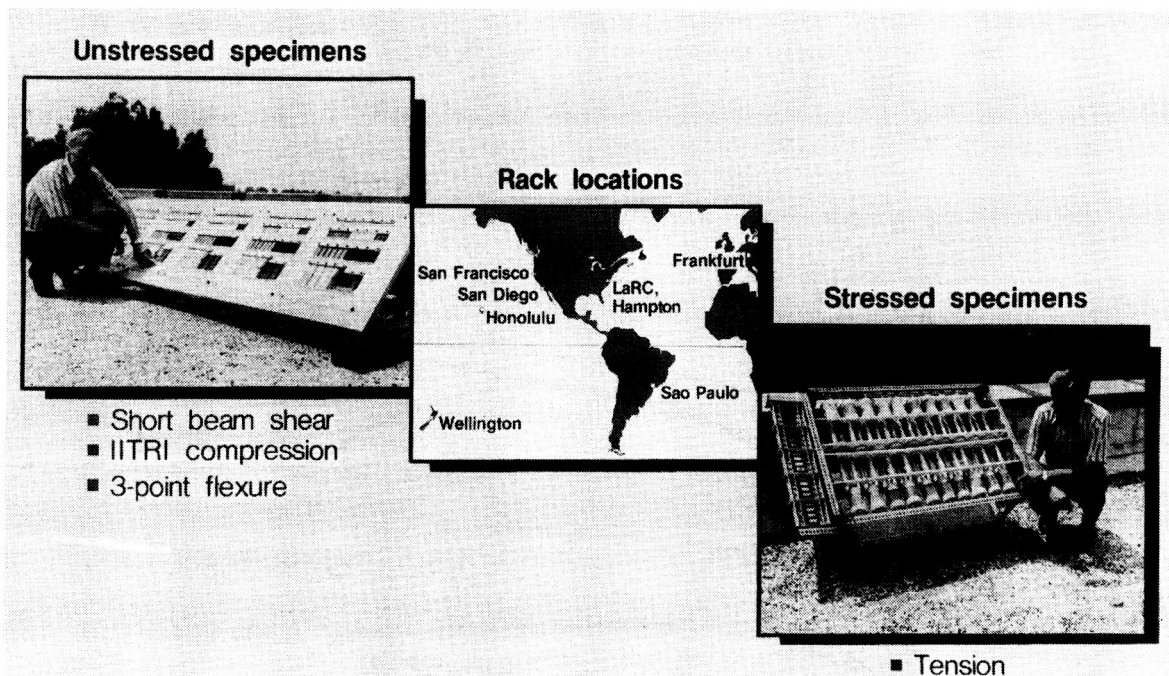 Unstressed specimens
▪ Short beam shear
▪ IITRI compression
▪ 3-point flexure
Rack locations
San Francisco
San Diego
Honolulu
LaRC,
Hampton
Frankfurt
Sao Paulo
Wellington
Stressed specimens
▪ Tension